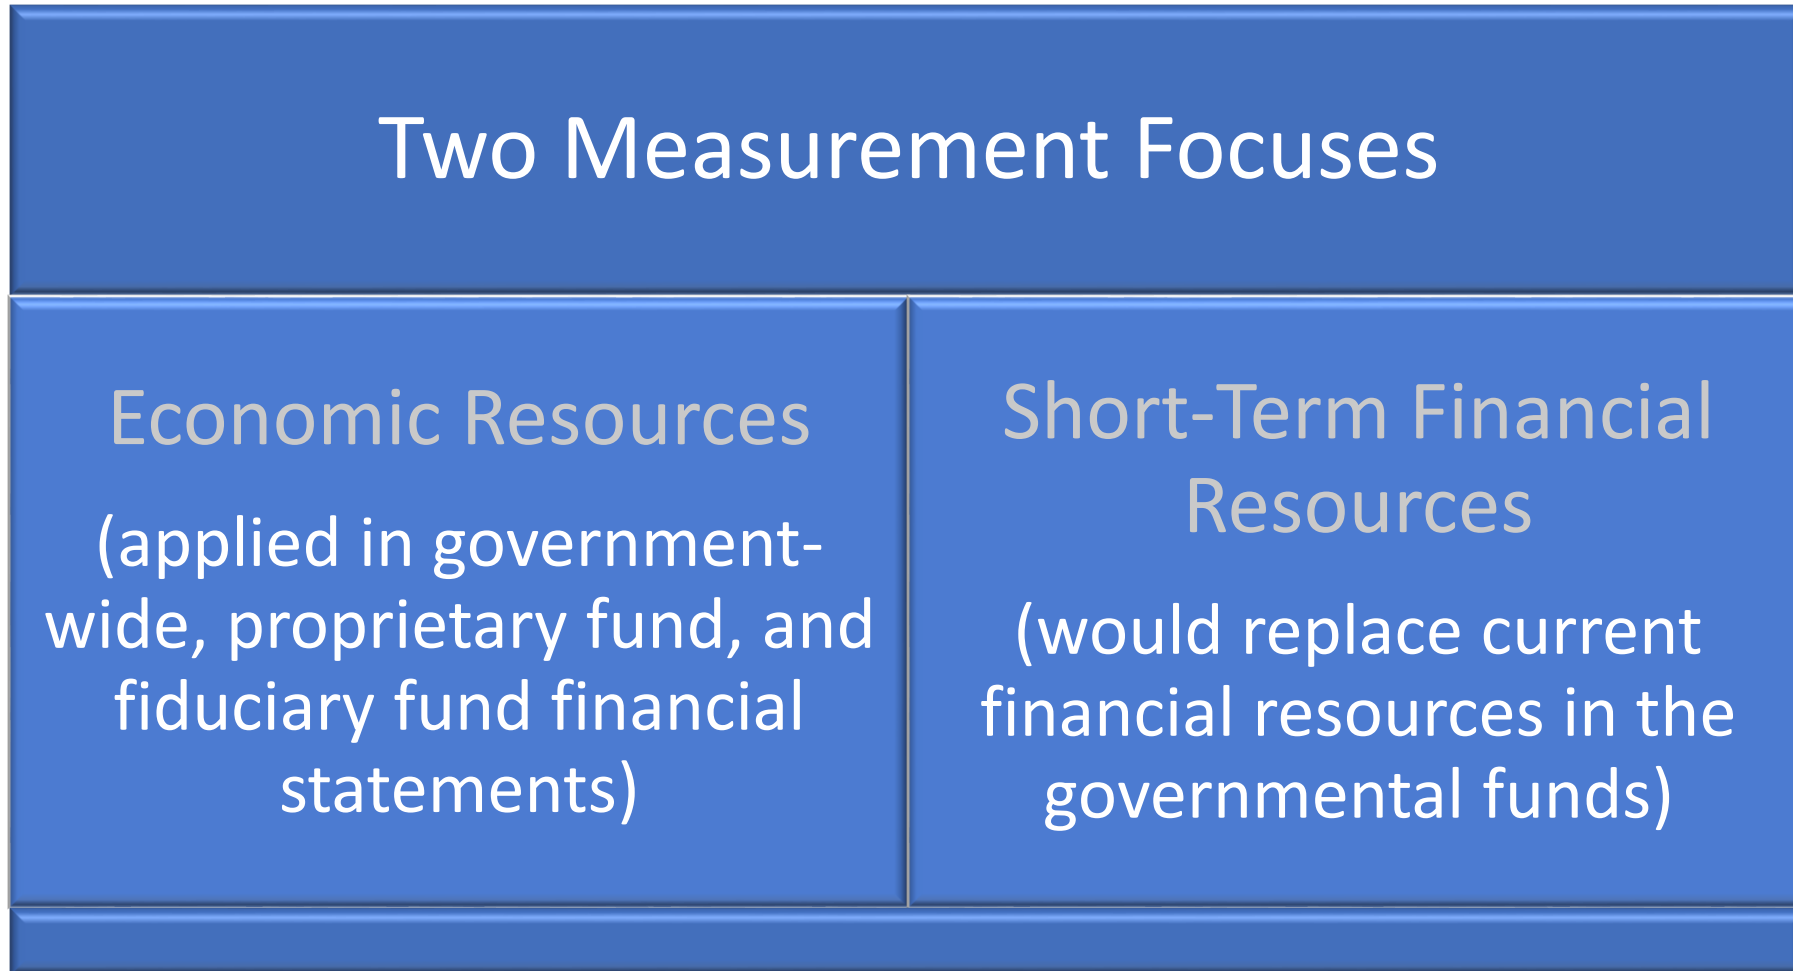 Two Measurement Focuses
Economic Resources
(applied in government-
wide, proprietary fund, and
fiduciary fund financial
statements)
Short-Term Financial
Resources
(would replace current
financial resources in the
governmental funds)